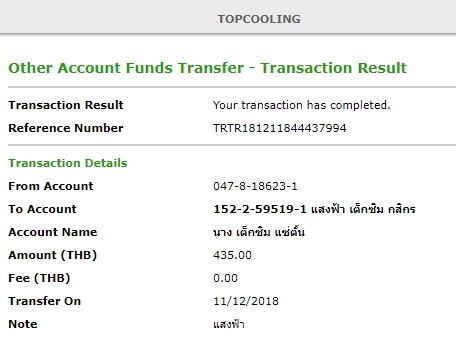 TOPCOOLING
Other Account Funds Transfer - Transaction Result
Transaction Result Your transaction has completed.
Reference Number TRTR181211844437994
Transaction Details
From Account 047-8-18623-1
To Account 152-2-59519-1 แสงฟ้า เต็กซิม กสิกร
Account Name นาง เต็กซิม แซ่ตั้น
Amount (THB) 435.00
Fee (THB) 0.00
Transfer On 11/12/2018
Note แสงฟ้า